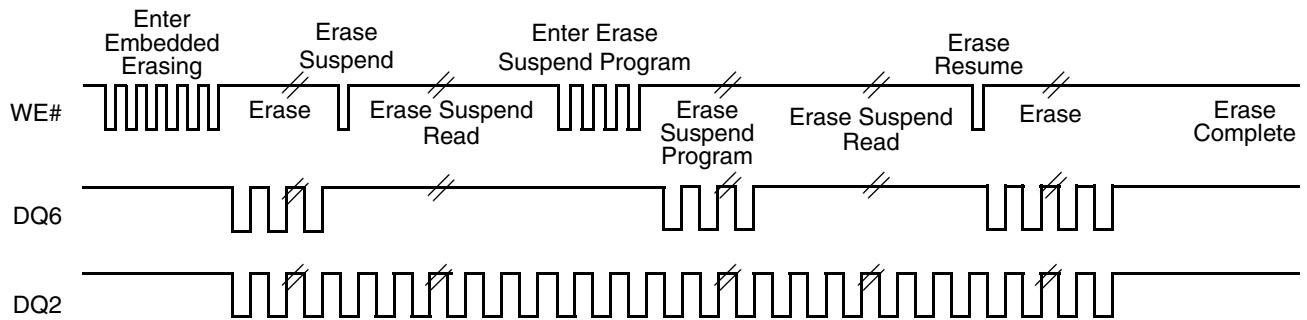 Enter
Embedded
Erasing
Erase
Suspend
Enter Erase
Suspend Program
Erase
Resume
WE#
Erase
Erase Suspend
Read
Erase
Suspend
Program
Erase Suspend
Read
Erase
Erase
Complete
DQ6
DQ2